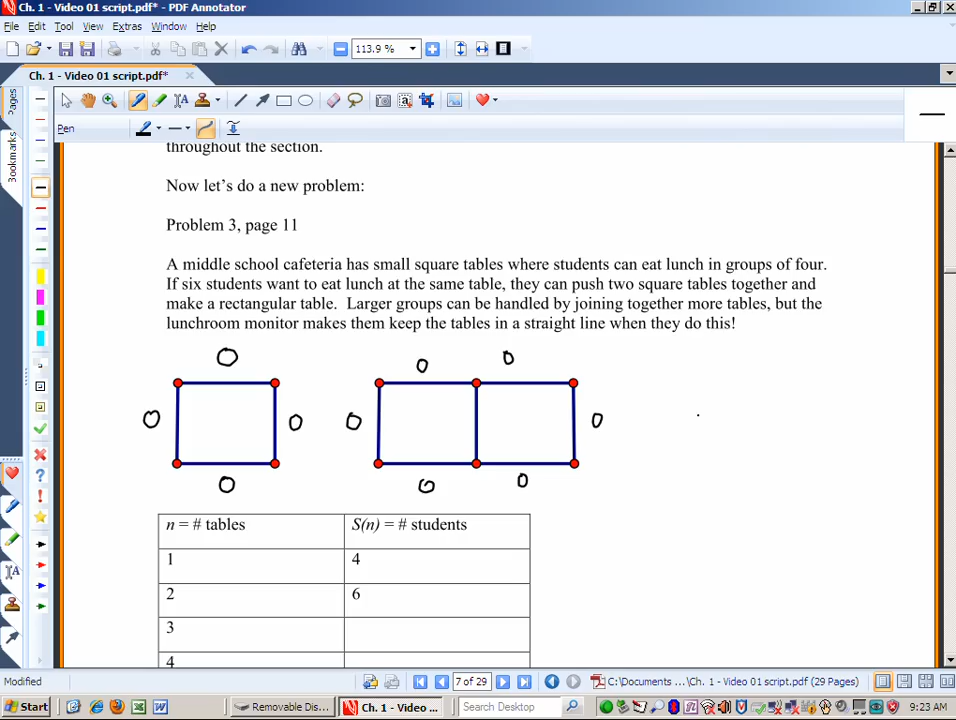 Ch. 1 - Video 01 script.pdf* - PDF Annotator
File Edit Tool View Extras Window Help
113.9 %
Ch. 1 - Video 01 script.pdf*
Pen
Pages
Bookmarks
throughout the section.
Now let's do a new problem:
Problem 3, page 11
A middle school cafeteria has small square tables where students can eat lunch in groups of four.
If six students want to eat lunch at the same table, they can push two square tables together and
make a rectangular table. Larger groups can be handled by joining together more tables, but the
lunchroom monitor makes them keep the tables in a straight line when they do this!
n = # tables S(n) = # students
1 4
2 6
3
4
Modified 7 of 29 C:\Documents ...\Ch. 1 - Video 01 script.pdf (29 Pages)
Start Removable Dis... Ch. 1 - Video ... Search Desktop 9:23 AM